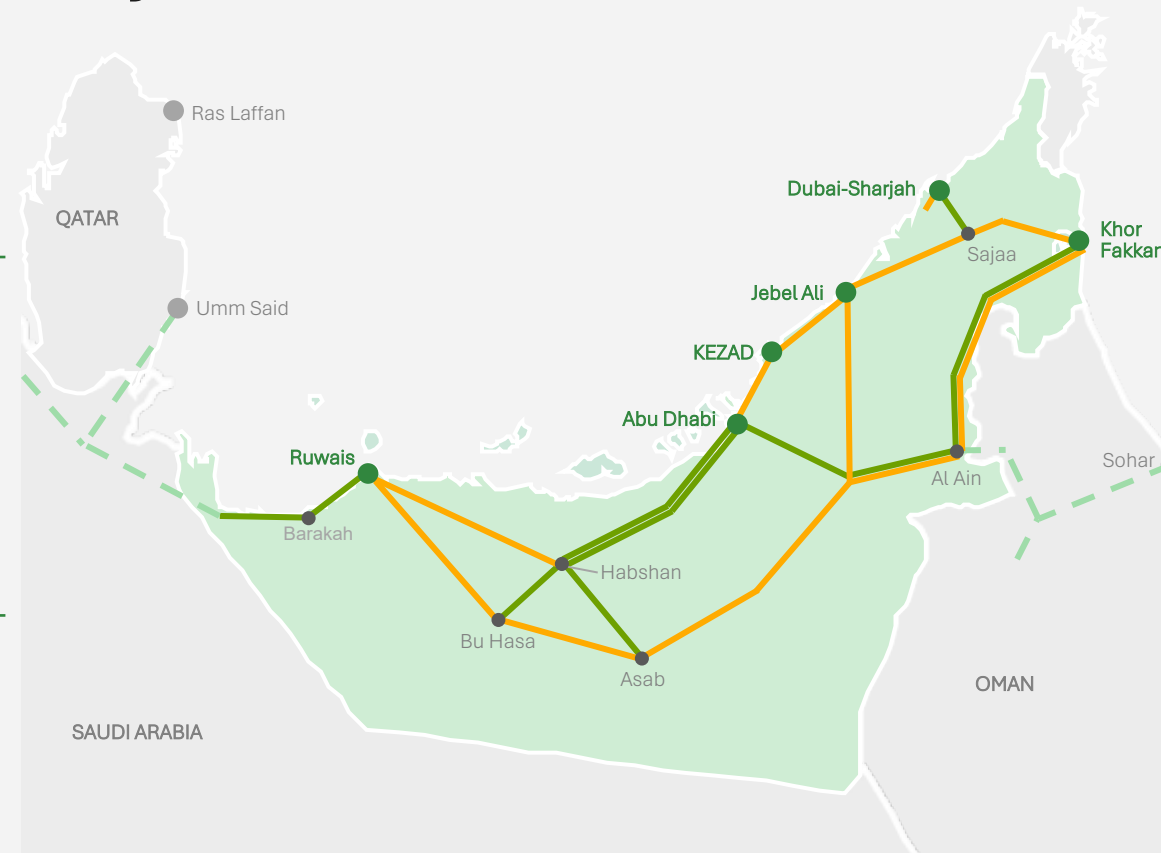 Ras Laffan
Dubai-Sharjah
QATAR
Khor
Fakkan
Sajaa
Jebel Ali
Umm Said
KEZAD
Abu Dhabi
Ruwais
Sohar
Al Ain
Barakah
Habshan
Bu Hasa
Asab
OMAN
SAUDI ARABIA